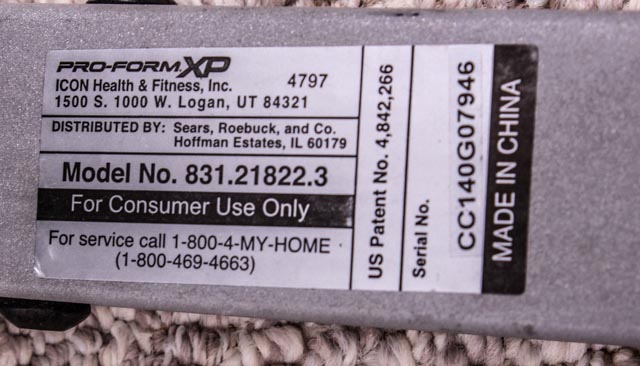 PRO-FORM XP
ICON Health & Fitness, Inc. 4797
1500 S. 1000 W. Logan, UT 84321
DISTRIBUTED BY: Sears, Roebuck, and Co.
Hoffman Estates, IL 60179
Model No. 831.21822.3
For Consumer Use Only
For service call 1-800-4-MY-HOME
(1-800-469-4663)
US Patent No. 4,842,266
Serial No.
CC140G07946
MADE IN CHINA